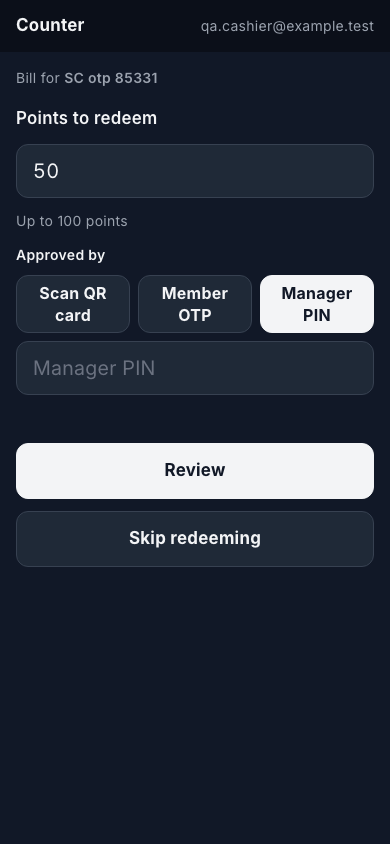 Counter
qa.cashier@example.test
Bill for SC otp 85331
Points to redeem
50
Up to 100 points
Approved by
Scan QR card
Member OTP
Manager PIN
Manager PIN
Review
Skip redeeming